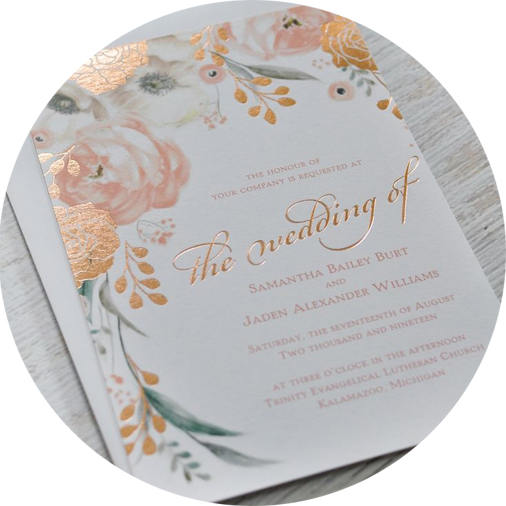 THE HONOUR OF
YOUR COMPANY IS REQUESTED AT
the wedding of
SAMANTHA BAILEY BURT
AND
JADEN ALEXANDER WILLIAMS
SATURDAY, THE SEVENTEENTH OF AUGUST
TWO THOUSAND AND NINETEEN
AT THREE O'CLOCK IN THE AFTERNOON
TRINITY EVANGELICAL LUTHERAN CHURCH
KALAMAZOO, MICHIGAN